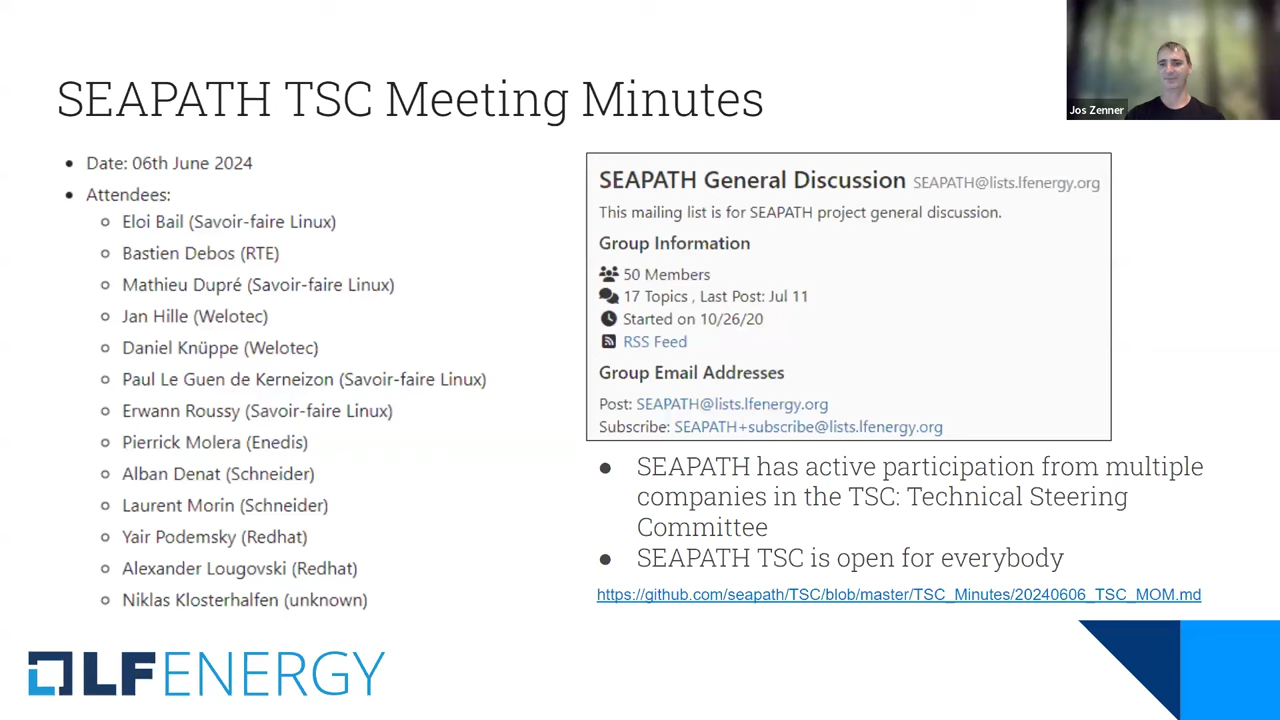 SEAPATH TSC Meeting Minutes
Jos Zenner
Date: 06th June 2024
Attendees:
Eloi Bail (Savoir-faire Linux)
Bastien Debos (RTE)
Mathieu Dupré (Savoir-faire Linux)
Jan Hille (Welotec)
Daniel Knüppe (Welotec)
Paul Le Guen de Kerneizon (Savoir-faire Linux)
Erwann Roussy (Savoir-faire Linux)
Pierrick Molera (Enedis)
Alban Denat (Schneider)
Laurent Morin (Schneider)
Yair Podemsky (Redhat)
Alexander Lougovski (Redhat)
Niklas Klosterhalfen (unknown)
SEAPATH General Discussion SEAPATH@lists.lfenergy.org
This mailing list is for SEAPATH project general discussion.
Group Information
50 Members
17 Topics , Last Post: Jul 11
Started on 10/26/20
RSS Feed
Group Email Addresses
Post: SEAPATH@lists.lfenergy.org
Subscribe: SEAPATH+subscribe@lists.lfenergy.org
SEAPATH has active participation from multiple
companies in the TSC: Technical Steering
Committee
SEAPATH TSC is open for everybody
https://github.com/seapath/TSC/blob/master/TSC_Minutes/20240606_TSC_MOM.md
LFENERGY